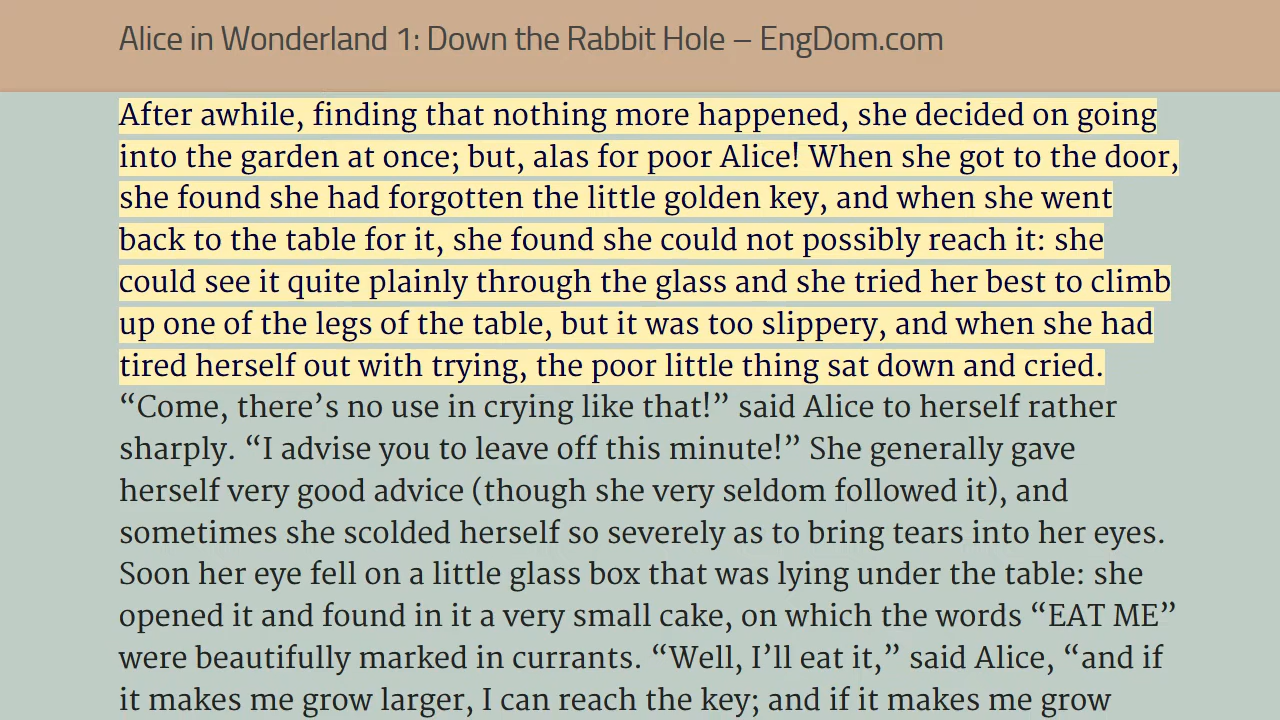 Alice in Wonderland 1: Down the Rabbit Hole – EngDom.com
After awhile, finding that nothing more happened, she decided on going
into the garden at once; but, alas for poor Alice! When she got to the door,
she found she had forgotten the little golden key, and when she went
back to the table for it, she found she could not possibly reach it: she
could see it quite plainly through the glass and she tried her best to climb
up one of the legs of the table, but it was too slippery, and when she had
tired herself out with trying, the poor little thing sat down and cried.
“Come, there’s no use in crying like that!” said Alice to herself rather
sharply. “I advise you to leave off this minute!” She generally gave
herself very good advice (though she very seldom followed it), and
sometimes she scolded herself so severely as to bring tears into her eyes.
Soon her eye fell on a little glass box that was lying under the table: she
opened it and found in it a very small cake, on which the words “EAT ME”
were beautifully marked in currants. “Well, I’ll eat it,” said Alice, “and if
it makes me grow larger, I can reach the key; and if it makes me grow